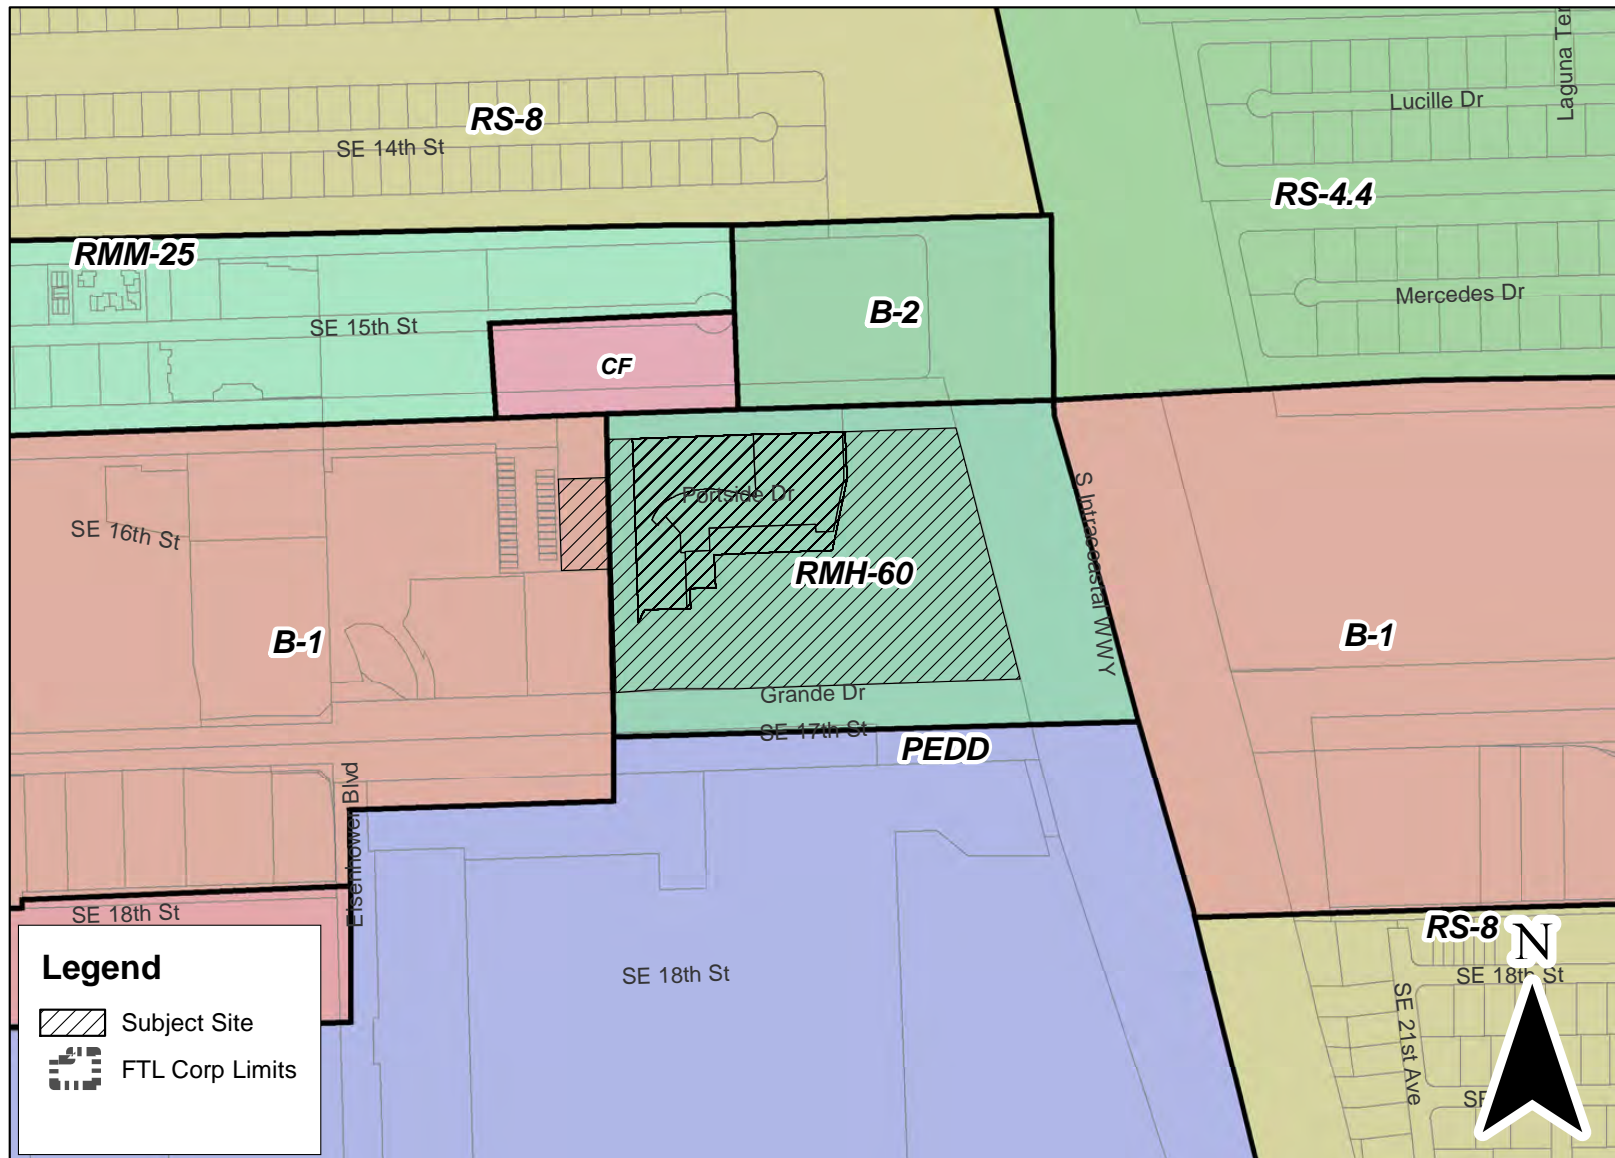 Laguna Ter
Lucille Dr
RS-8
SE 14th St
RS-4.4
RMM-25
Mercedes Dr
B-2
SE 15th St
CF
Portside Dr
SE 16th St
S Intracoastal WWY
RMH-60
B-1
B-1
Grande Dr
SE 17th St
PEDD
Eisenhower Blvd
SE 18th St
RS-8
N
SE 18th St
SE 18th St
SE 21st Ave
SE
Legend
Subject Site
FTL Corp Limits